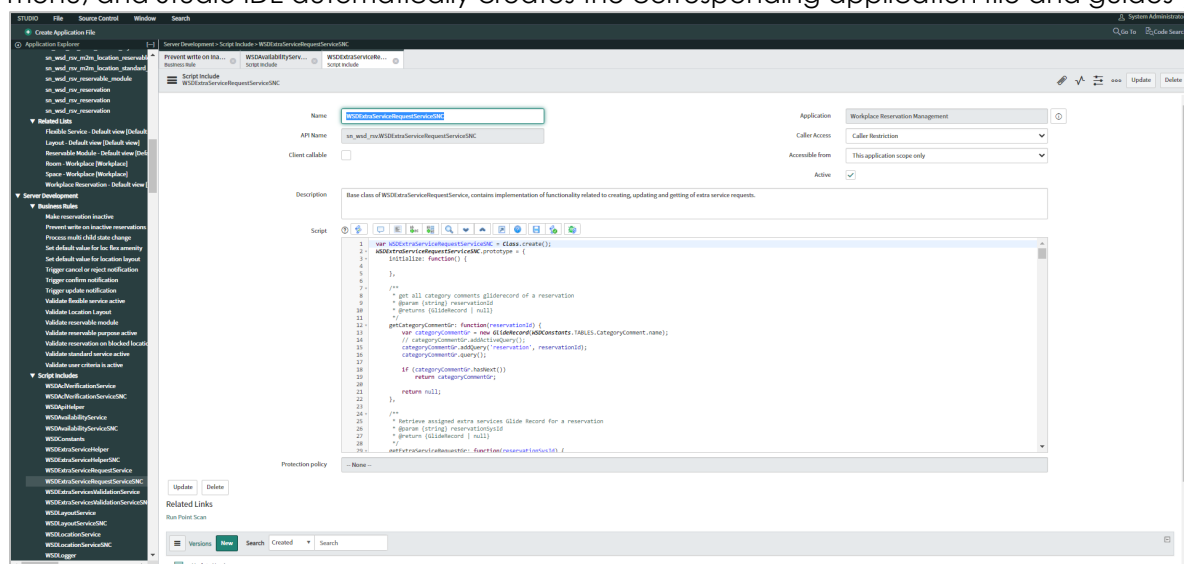 menu, and Studio IDE automatically creates the corresponding application file and guides
STUDIO File Source Control Window Search System Administrator
Create Application File Go To Code Search
Application Explorer Server Development > Script Include > WSDExtraServiceRequestServiceSNC
sn_wsd_rsv_m2m_location_reservable
sn_wsd_rsv_m2m_location_standard_
sn_wsd_rsv_reservable_module
sn_wsd_rsv_reservation
sn_wsd_rsv_reservation
sn_wsd_rsv_reservation
Related Lists
Flexible Service - Default view [Default
Layout - Default view [Default view]
Reservable Module - Default view [Defa
Room - Workplace [Workplace]
Space - Workplace [Workplace]
Workplace Reservation - Default view [
Server Development
Business Rules
Make reservation inactive
Prevent write on inactive reservations
Process multi child state change
Set default value for loc flex amenity
Set default value for location layout
Trigger cancel or reject notification
Trigger confirm notification
Trigger update notification
Validate flexible service active
Validate Location Layout
Validate reservable module
Validate reservable purpose active
Validate reservation on blocked locatio
Validate standard service active
Validate user criteria is active
Script Includes
WSDAclVerificationService
WSDAclVerificationServiceSNC
WSDApiHelper
WSDAvailabilityService
WSDAvailabilityServiceSNC
WSDConstants
WSDExtraServiceHelper
WSDExtraServiceHelperSNC
WSDExtraServiceRequestService
WSDExtraServiceRequestServiceSNC
WSDExtraServicesValidationService
WSDExtraServicesValidationServiceSN
WSDLayoutService
WSDLayoutServiceSNC
WSDLocationService
WSDLocationServiceSNC
WSDLogger
Prevent write on ina... WSDAvailabilityServ... WSDExtraServiceRe...
Business Rule Script Include Script Include
Script Include
WSDExtraServiceRequestServiceSNC
Update Delete
Name WSDExtraServiceRequestServiceSNC
API Name sn_wsd_rsv.WSDExtraServiceRequestServiceSNC
Client callable
Application Workplace Reservation Management
Caller Access Caller Restriction
Accessible from This application scope only
Active
Description Base class of WSDExtraServiceRequestService, contains implementation of functionality related to creating, updating and getting of extra service requests.
Script
1 var WSDExtraServiceRequestServiceSNC = Class.create();
2 WSDExtraServiceRequestServiceSNC.prototype = {
3 initialize: function() {
4
5 },
6
7 /**
8 * get all category comments gliderecord of a reservation
9 * @param {string} reservationId
10 * @returns {GlideRecord | null}
11 */
12 getCategoryCommentGr: function(reservationId) {
13 var categoryCommentGr = new GlideRecord(WSDConstants.TABLES.CategoryComment.name);
14 // categoryCommentGr.addActiveQuery();
15 categoryCommentGr.addQuery('reservation', reservationId);
16 categoryCommentGr.query();
17
18 if (categoryCommentGr.hasNext())
19 return categoryCommentGr;
20
21 return null;
22 },
23
24 /**
25 * Retrieve assigned extra services Glide Record for a reservation
26 * @param {string} reservationSysId
27 * @return {GlideRecord | null}
28 */
29 getExtraServiceRequestGr: function(reservationSysId) {
Protection policy -- None --
Update Delete
Related Links
Run Point Scan
Versions New Search Created Search